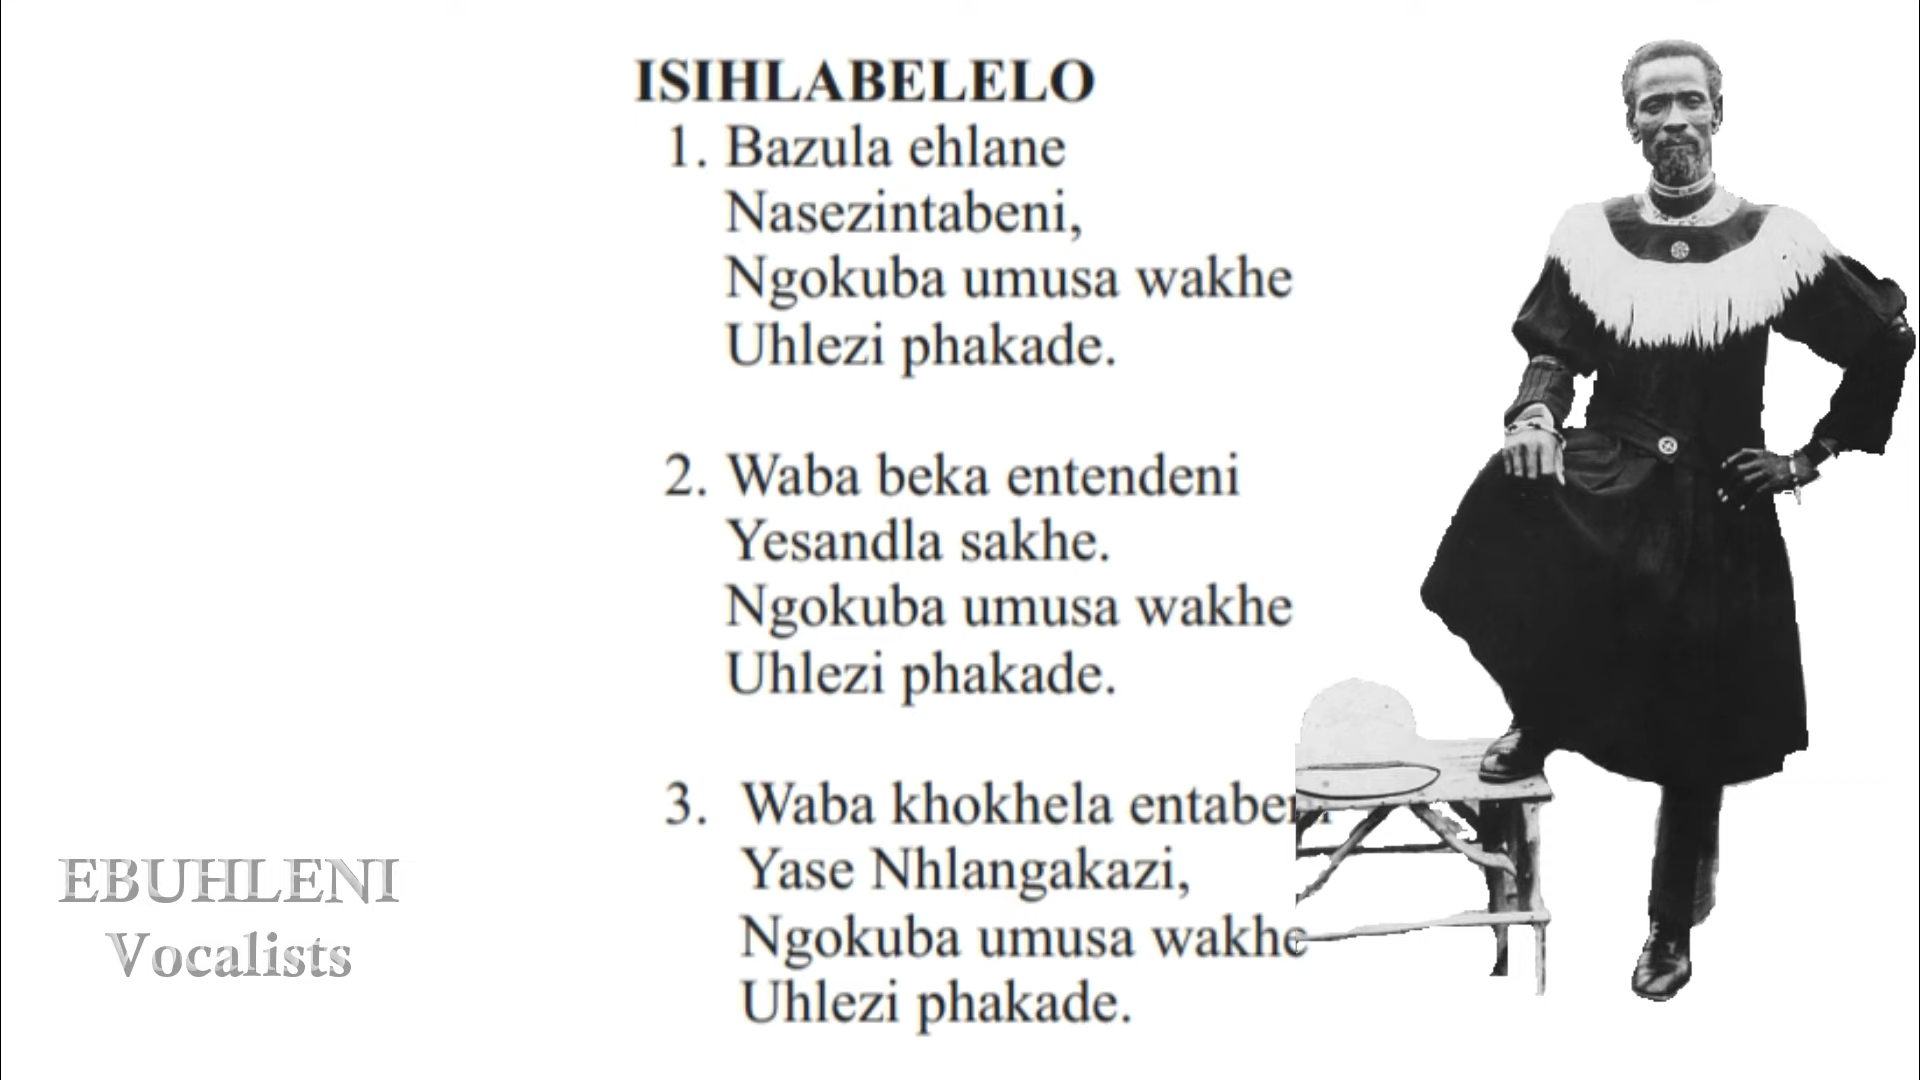 ISIHLABELELO
1. Bazula ehlane
Nasezintabeni,
Ngokuba umusa wakhe
Uhlezi phakade.
2. Waba beka entendeni
Yesandla sakhe.
Ngokuba umusa wakhe
Uhlezi phakade.
3. Waba khokhela
Yase Nhlangakazi,
Ngokuba umusa wakhe
Uhlezi phakade.
EBUHLENI
Vocalists